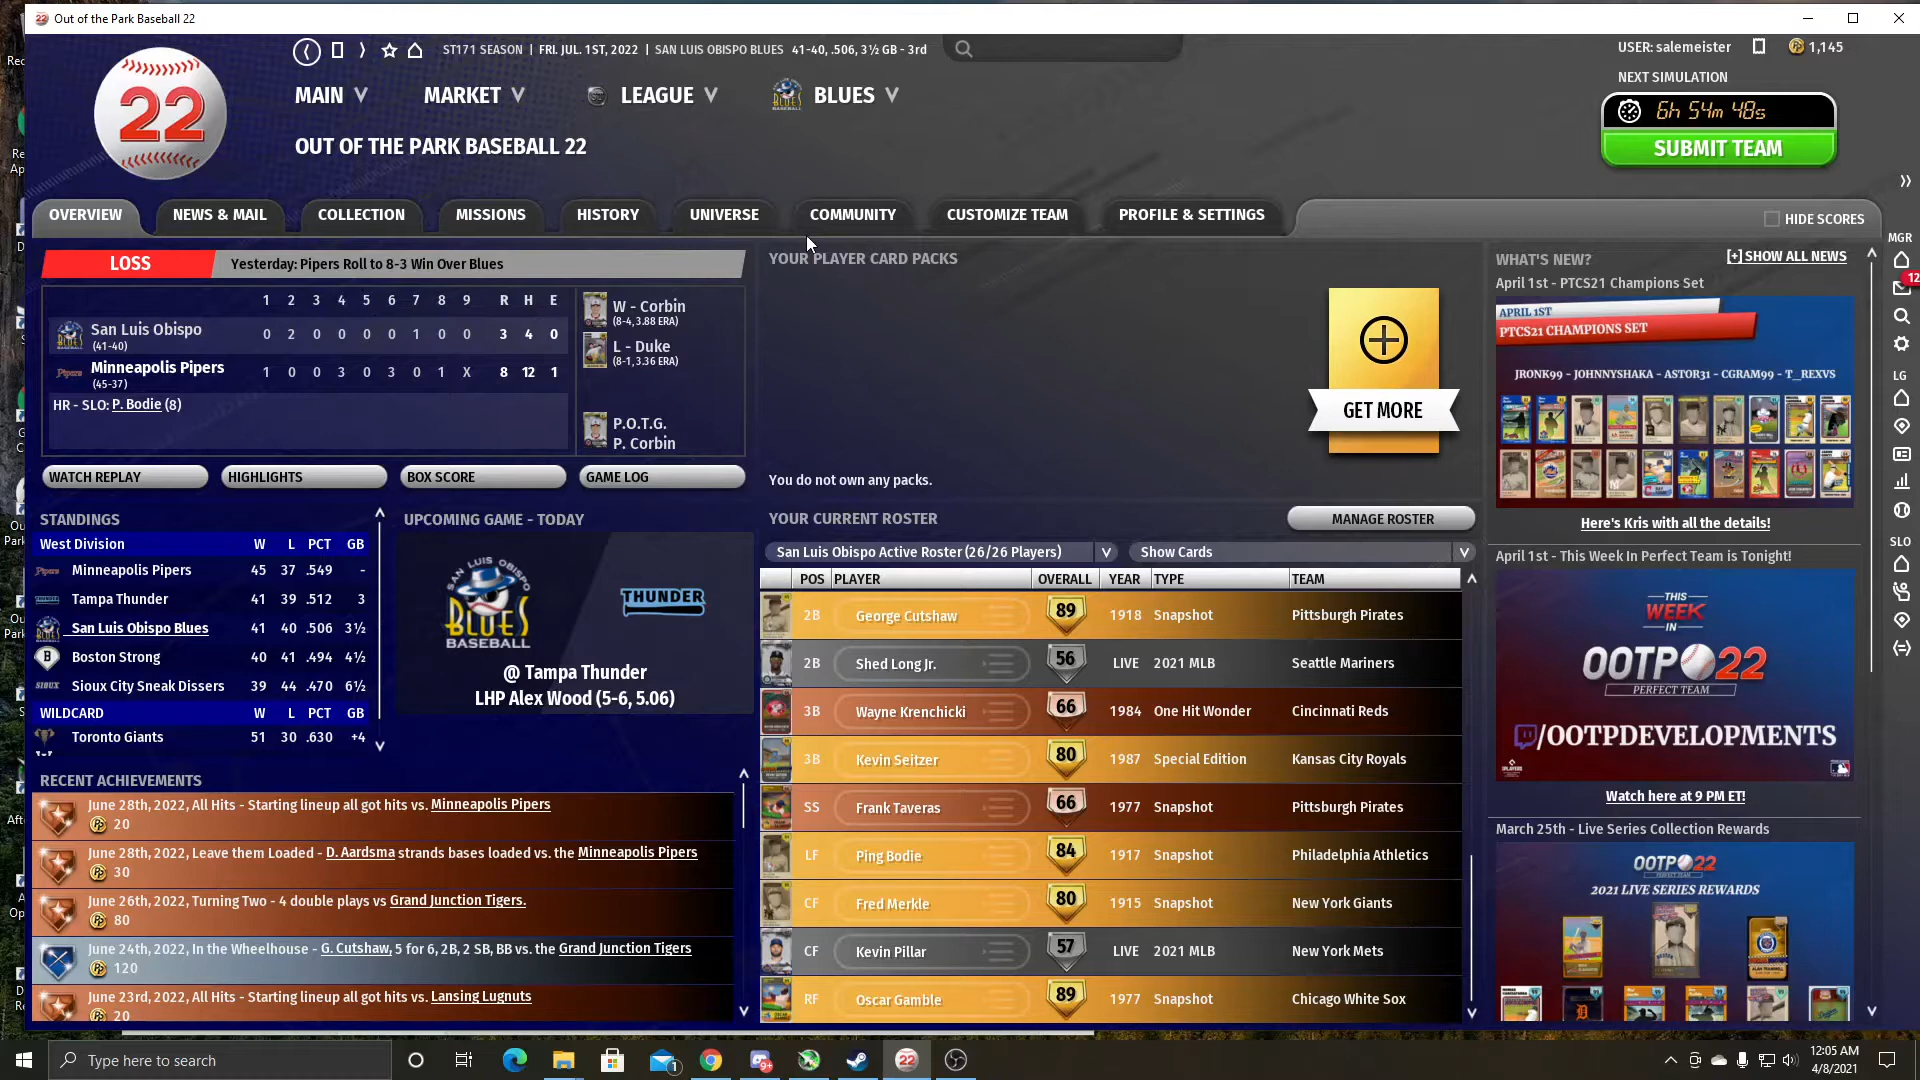 Out of the Park Baseball 22
ST171 SEASON | FRI. JUL. 1ST, 2022 | SAN LUIS OBISPO BLUES 41-40, .506, 3½ GB - 3rd
USER: salemeister 1,145
NEXT SIMULATION
6h 54m 48s
SUBMIT TEAM
22
MAIN MARKET LEAGUE BLUES
OUT OF THE PARK BASEBALL 22
OVERVIEW NEWS & MAIL COLLECTION MISSIONS HISTORY UNIVERSE COMMUNITY CUSTOMIZE TEAM PROFILE & SETTINGS
HIDE SCORES
LOSS Yesterday: Pipers Roll to 8-3 Win Over Blues
1 2 3 4 5 6 7 8 9 R H E
San Luis Obispo 0 2 0 0 0 0 1 0 0 3 4 0
(41-40)
Minneapolis Pipers 1 0 0 3 0 3 0 1 X 8 12 1
(45-37)
HR - SLO: P. Bodie (8)
W - Corbin
(8-4, 3.88 ERA)
L - Duke
(8-1, 3.36 ERA)
P.O.T.G.
P. Corbin
WATCH REPLAY HIGHLIGHTS BOX SCORE GAME LOG
STANDINGS
West Division W L PCT GB
Minneapolis Pipers 45 37 .549 -
Tampa Thunder 41 39 .512 3
San Luis Obispo Blues 41 40 .506 3½
Boston Strong 40 41 .494 4½
Sioux City Sneak Dissers 39 44 .470 6½
WILDCARD W L PCT GB
Toronto Giants 51 30 .630 +4
UPCOMING GAME - TODAY
SAN LUIS OBISPO
BLUES
BASEBALL
THUNDER
@ Tampa Thunder
LHP Alex Wood (5-6, 5.06)
RECENT ACHIEVEMENTS
June 28th, 2022, All Hits - Starting lineup all got hits vs. Minneapolis Pipers
20
June 28th, 2022, Leave them Loaded - D. Aardsma strands bases loaded vs. the Minneapolis Pipers
30
June 26th, 2022, Turning Two - 4 double plays vs Grand Junction Tigers.
80
June 24th, 2022, In the Wheelhouse - G. Cutshaw, 5 for 6, 2B, 2 SB, BB vs. the Grand Junction Tigers
120
June 23rd, 2022, All Hits - Starting lineup all got hits vs. Lansing Lugnuts
20
YOUR PLAYER CARD PACKS
GET MORE
You do not own any packs.
YOUR CURRENT ROSTER
MANAGE ROSTER
San Luis Obispo Active Roster (26/26 Players) Show Cards
POS PLAYER OVERALL YEAR TYPE TEAM
2B George Cutshaw 89 1918 Snapshot Pittsburgh Pirates
2B Shed Long Jr. 56 LIVE 2021 MLB Seattle Mariners
3B Wayne Krenchicki 66 1984 One Hit Wonder Cincinnati Reds
3B Kevin Seitzer 80 1987 Special Edition Kansas City Royals
SS Frank Taveras 66 1977 Snapshot Pittsburgh Pirates
LF Ping Bodie 84 1917 Snapshot Philadelphia Athletics
CF Fred Merkle 80 1915 Snapshot New York Giants
CF Kevin Pillar 57 LIVE 2021 MLB New York Mets
RF Oscar Gamble 89 1977 Snapshot Chicago White Sox
WHAT'S NEW? [+] SHOW ALL NEWS
April 1st - PTCS21 Champions Set
APRIL 1ST
PTCS21 CHAMPIONS SET
JRONK99 - JOHNNYSHAKA - ASTOR31 - CGRAM99 - T_REXVS
Here's Kris with all the details!
April 1st - This Week In Perfect Team is Tonight!
THIS
WEEK
IN
OOTP 22
PERFECT TEAM
/OOTPDEVELOPMENTS
Watch here at 9 PM ET!
March 25th - Live Series Collection Rewards
OOTP 22
PERFECT TEAM
2021 LIVE SERIES REWARDS
MGR
12
LG
SLO
Type here to search
12:05 AM
4/8/2021